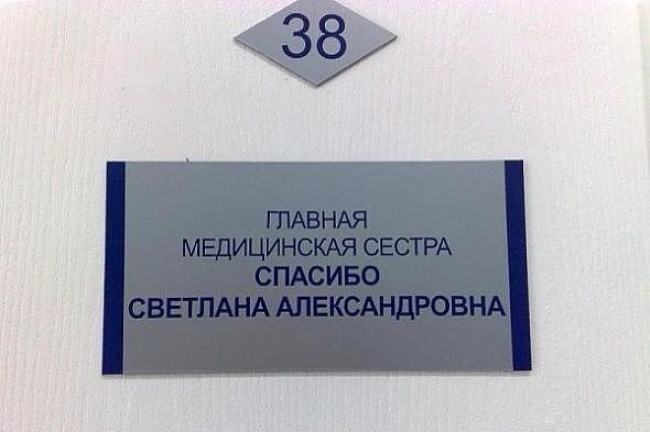 38
ГЛАВНАЯ
МЕДИЦИНСКАЯ СЕСТРА
СПАСИБО
СВЕТЛАНА АЛЕКСАНДРОВНА